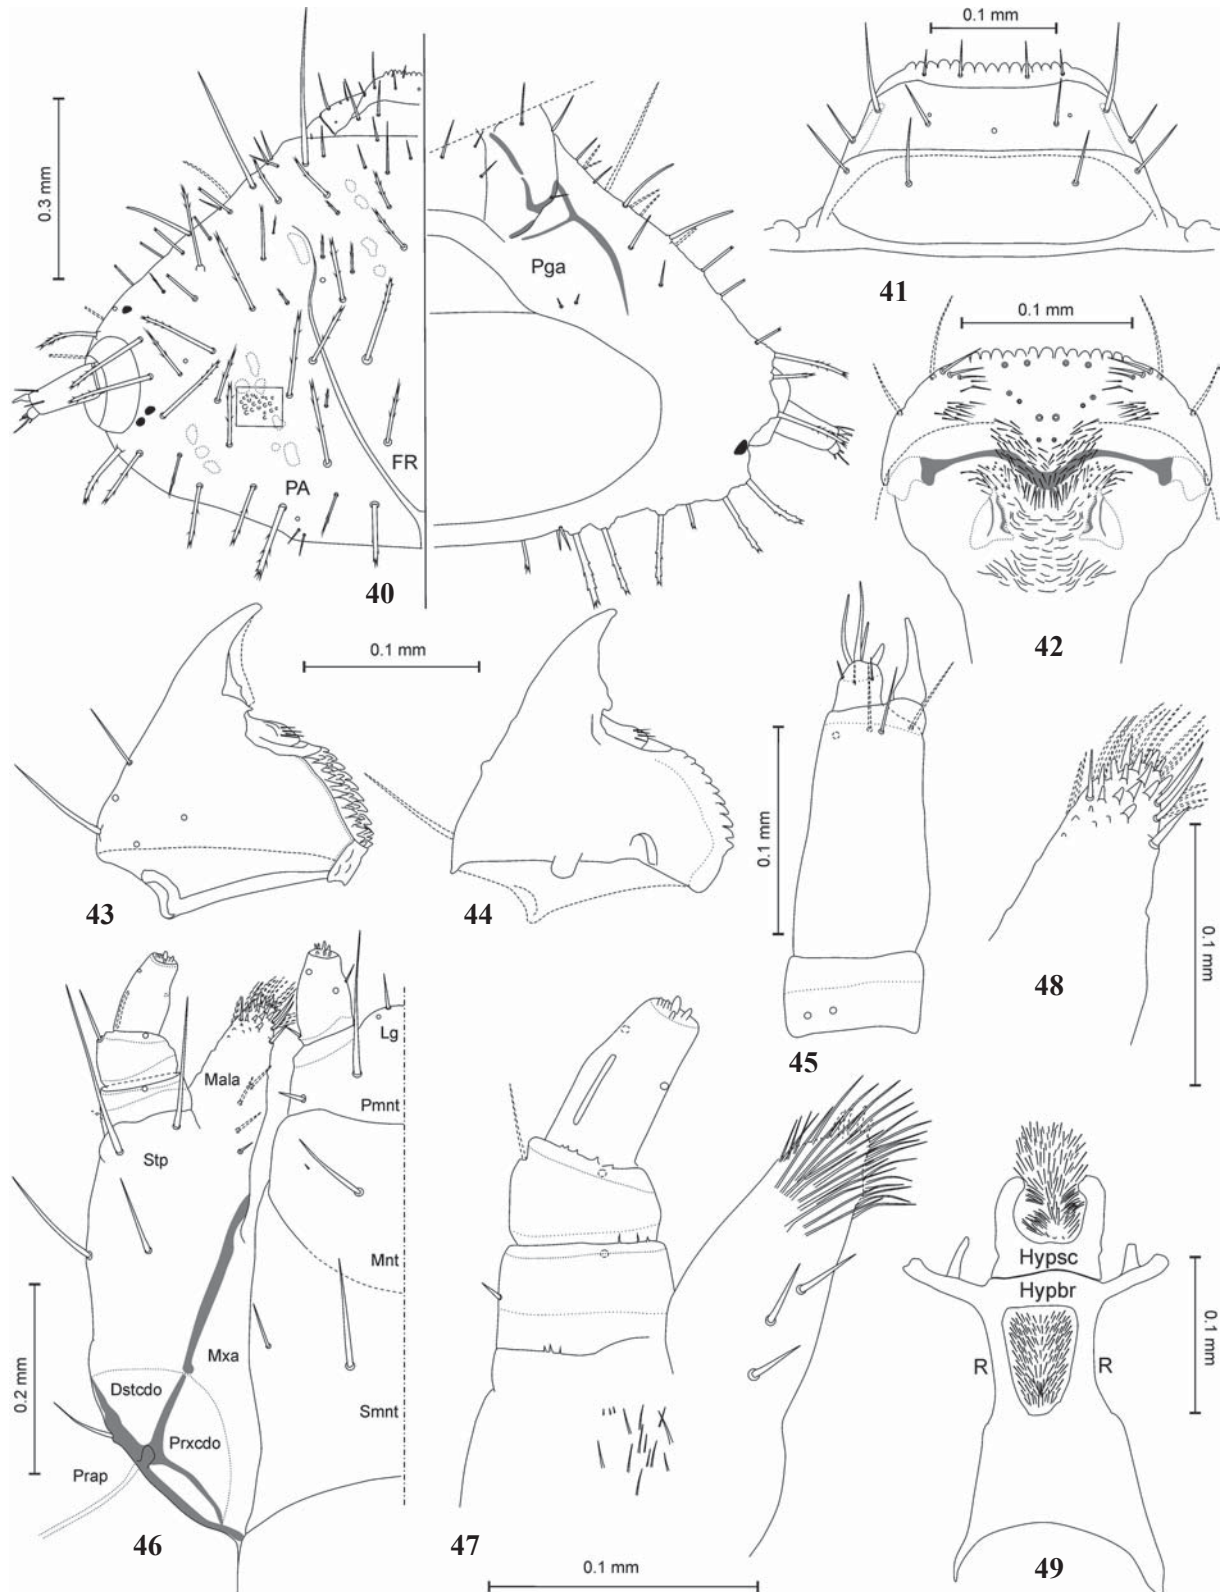 0.1 mm
0.3 mm
41
0.1 mm
Pga
FR
PA
40
42
0.1 mm
43
44
0.1 mm
45
48
0.1 mm
Lg
Mala
Pmnt
Stp
Mnt
Mxa
Dstcdo
Smnt
Prxcdo
Prap
0.2 mm
46
47
0.1 mm
Hypsc
Hypbr
R
R
0.1 mm
49